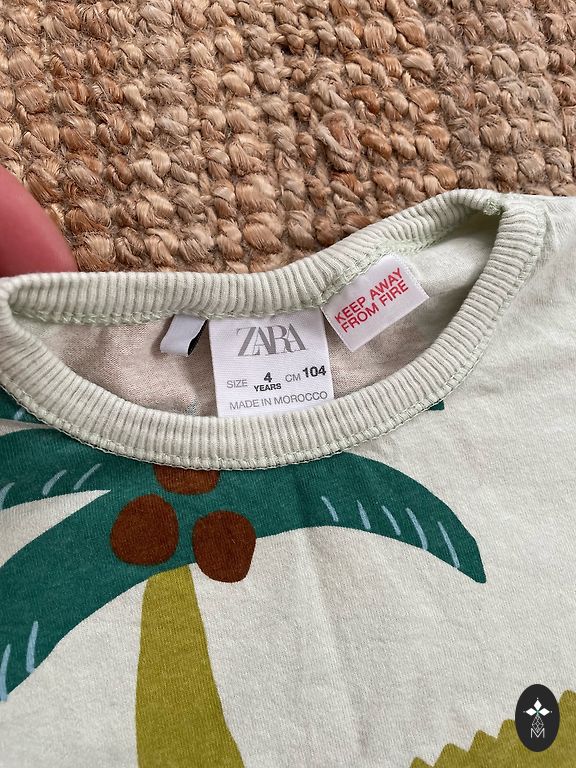 KEEP AWAY
FROM FIRE
ZARA
SIZE 4 YEARS CM 104
MADE IN MOROCCO
M